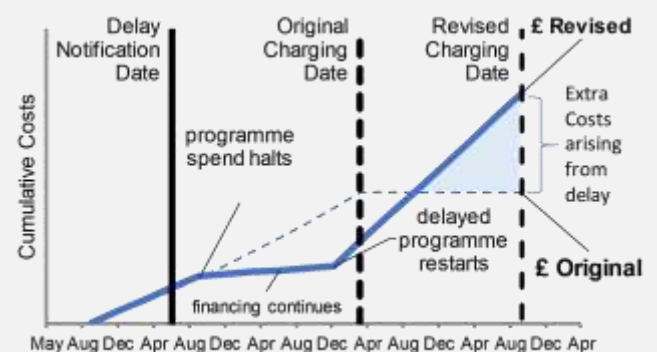 Delay
Notification
Date
Original
Charging
Date
Revised
Charging
Date
£ Revised
Cumulative Costs
programme
spend halts
Extra
Costs
arising
from
delay
delayed
programme
restarts
£ Original
financing continues
May Aug Dec Apr Aug Dec Apr Aug Dec Apr Aug Dec Apr Aug Dec Apr